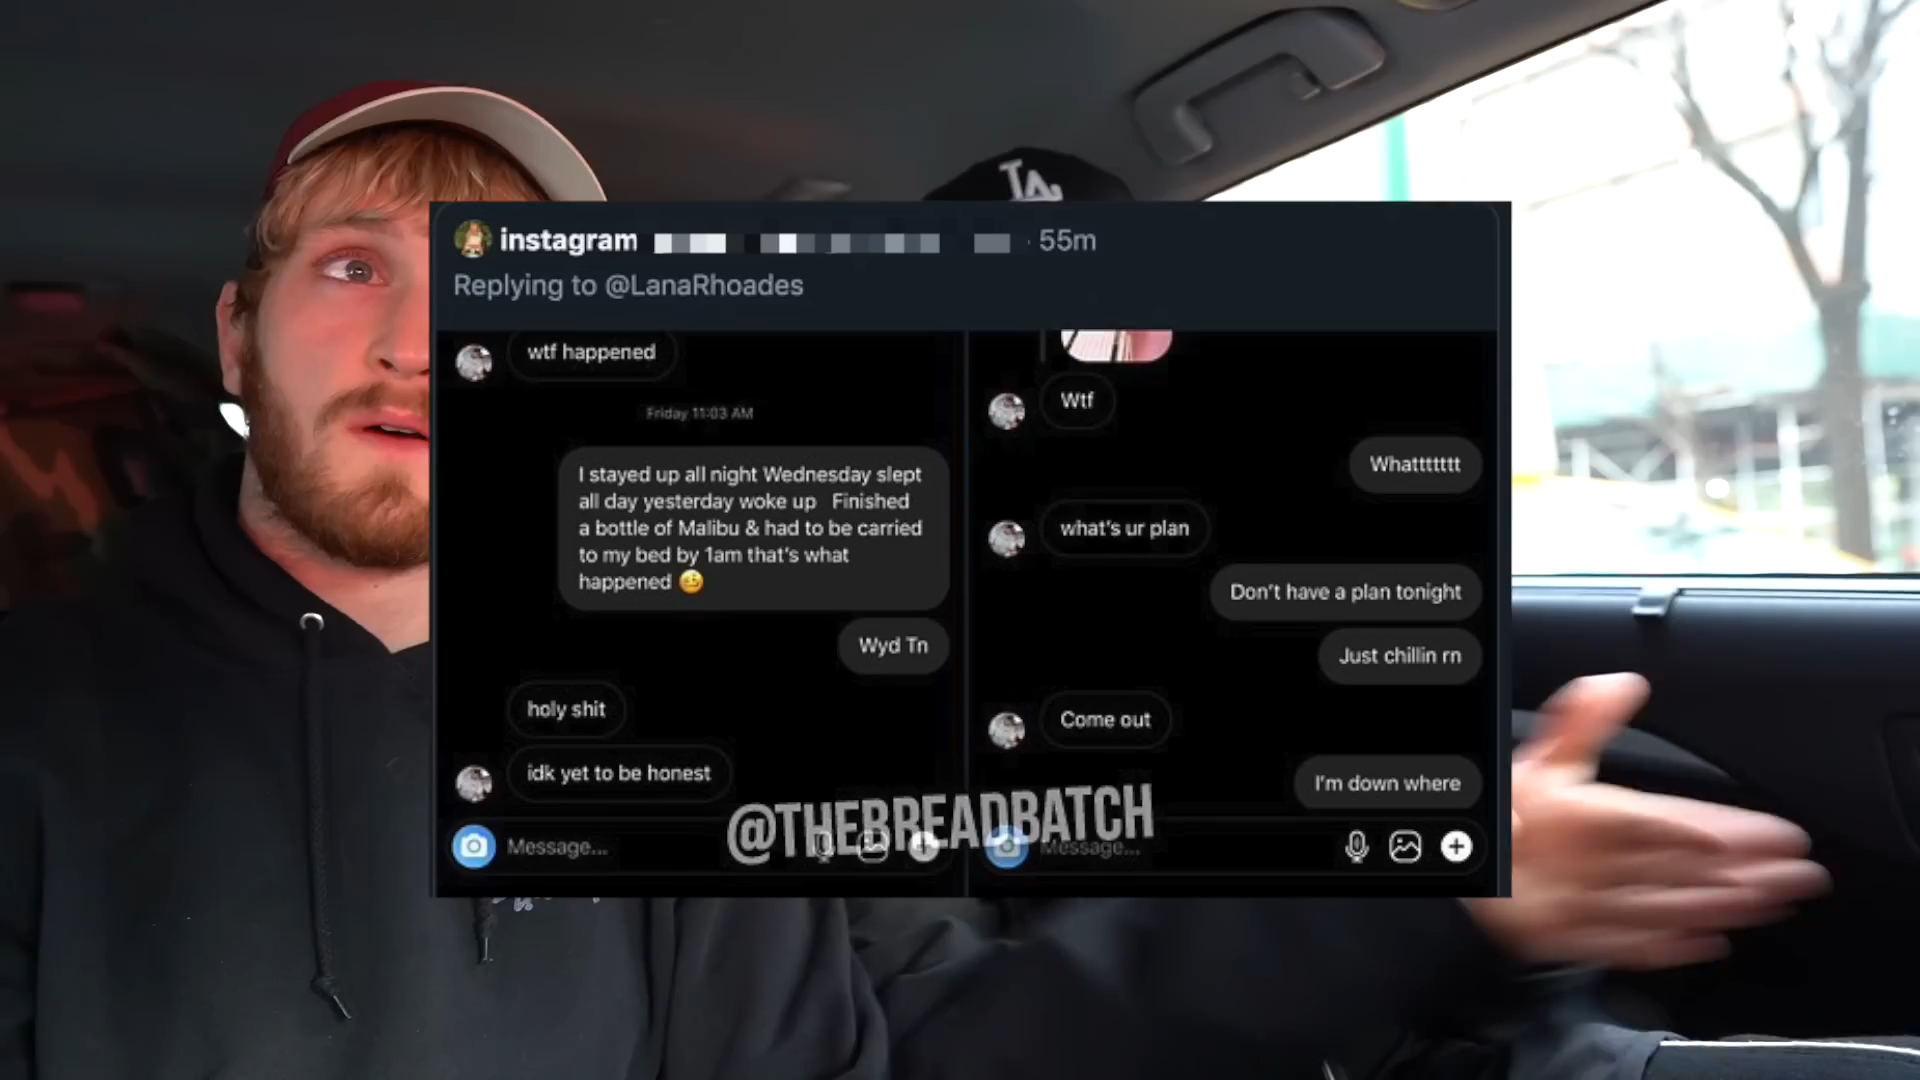 LA
instagram
· 55m
Replying to @LanaRhoades
wtf happened
Friday 11:03 AM
I stayed up all night Wednesday slept
all day yesterday woke up Finished
a bottle of Malibu & had to be carried
to my bed by 1am that's what
happened 🥴
Wyd Tn
holy shit
idk yet to be honest
Message...
Wtf
Whattttttt
what's ur plan
Don't have a plan tonight
Just chillin rn
Come out
I'm down where
Message...
@THEBREADBATCH